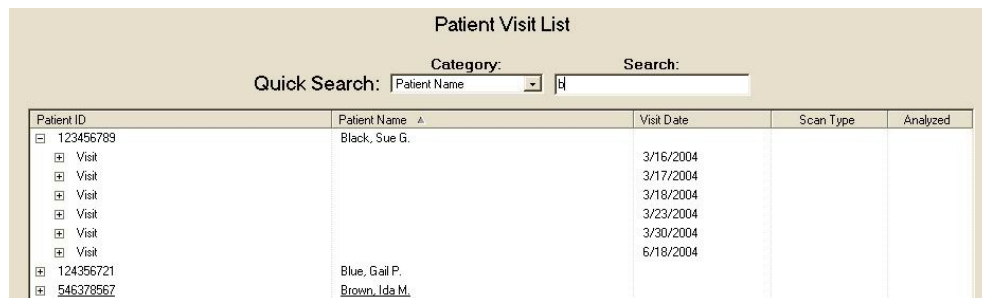 Patient Visit List
Category: Search:
Quick Search: Patient Name b
Patient ID Patient Name Visit Date Scan Type Analyzed
123456789 Black, Sue G.
Visit 3/16/2004
Visit 3/17/2004
Visit 3/18/2004
Visit 3/23/2004
Visit 3/30/2004
Visit 6/18/2004
124356721 Blue, Gail P.
546378567 Brown, Ida M.